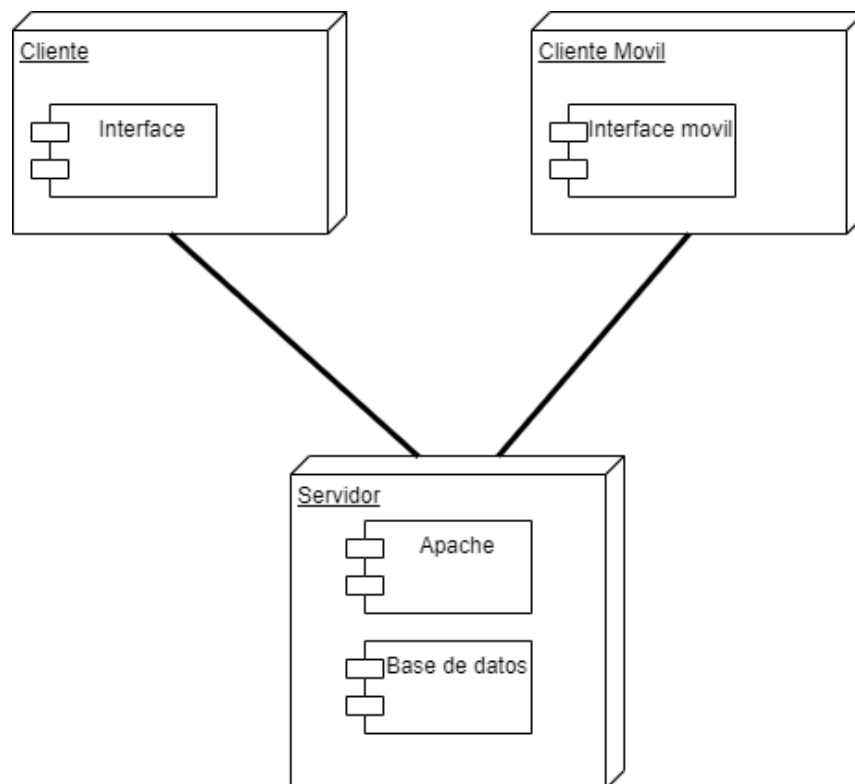 Cliente
Interface
Cliente Movil
Interface movil
Servidor
Apache
Base de datos